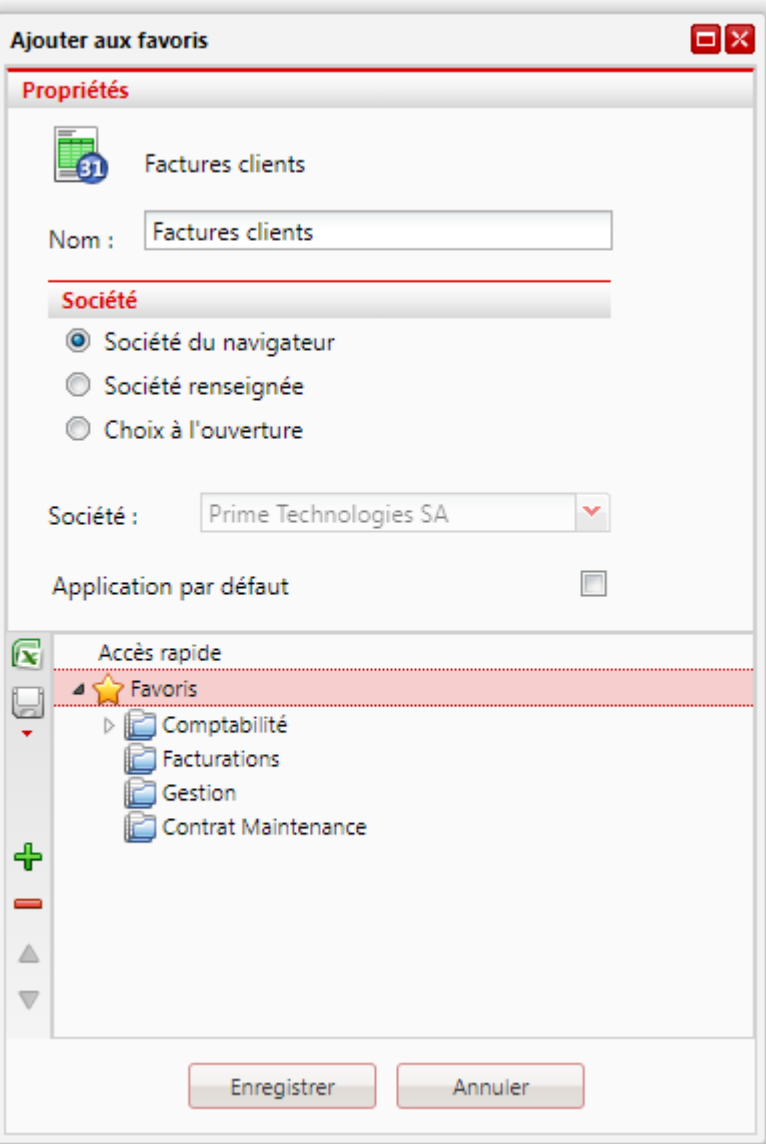 Ajouter aux favoris
Propriétés
31
Factures clients
Nom : Factures clients
Société
Société du navigateur
Société renseignée
Choix à l'ouverture
Société : Prime Technologies SA
Application par défaut
Accès rapide
Favoris
Comptabilité
Facturations
Gestion
Contrat Maintenance
Enregistrer Annuler